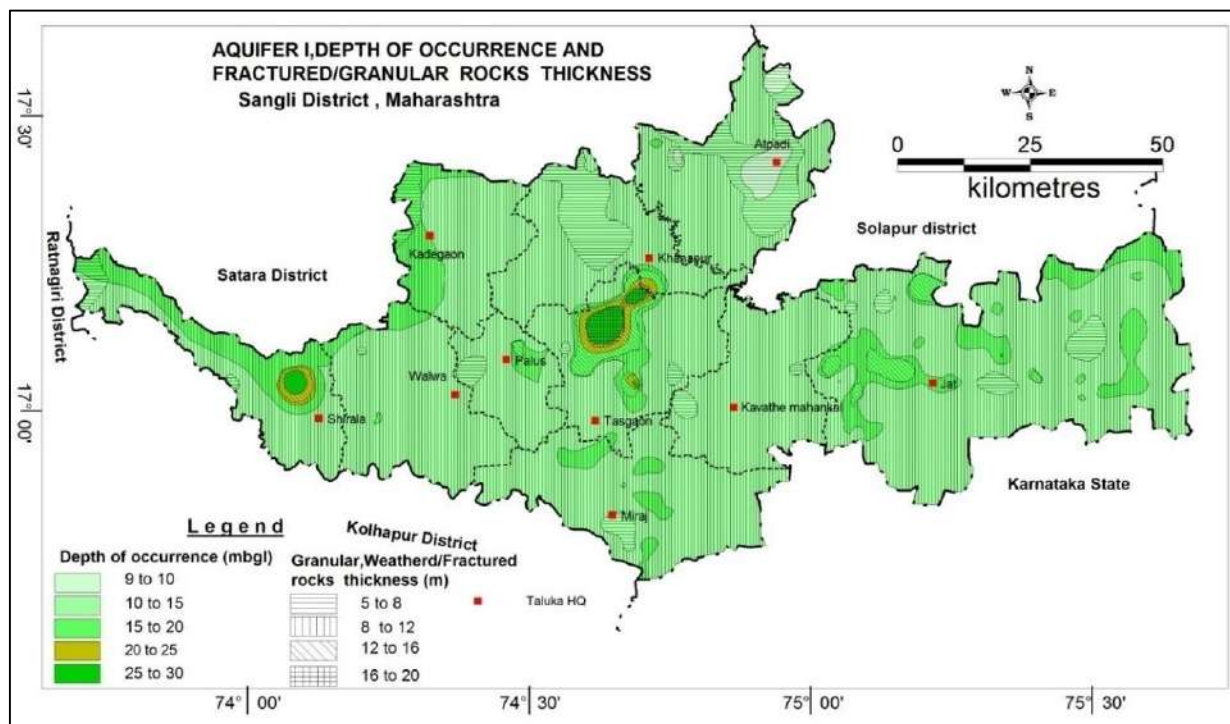 AQUIFER I,DEPTH OF OCCURRENCE AND
FRACTURED/GRANULAR ROCKS THICKNESS
Sangli District , Maharashtra
N
W E
S
0 25 50
kilometres
17° 30'
17° 00'
Ratnagiri District
Satara District
Solapur district
Karnataka State
Kolhapur District
Atpadi
Kadegaon
Khanapur
Palus
Walwa
Shirala
Tasgaon
Kavathe mahankal
Jat
Miraj
Legend
Depth of occurrence (mbgl)
9 to 10
10 to 15
15 to 20
20 to 25
25 to 30
Granular,Weatherd/Fractured
rocks thickness (m)
5 to 8
8 to 12
12 to 16
16 to 20
Taluka HQ
74° 00' 74° 30' 75° 00' 75° 30'